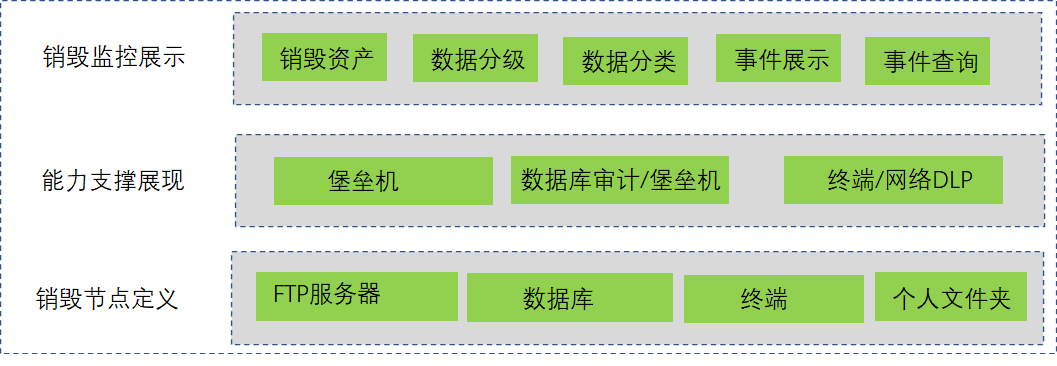 销毁监控展示
销毁资产
数据分级
数据分类
事件展示
事件查询
能力支撑展现
堡垒机
数据库审计/堡垒机
终端/网络DLP
销毁节点定义
FTP服务器
数据库
终端
个人文件夹